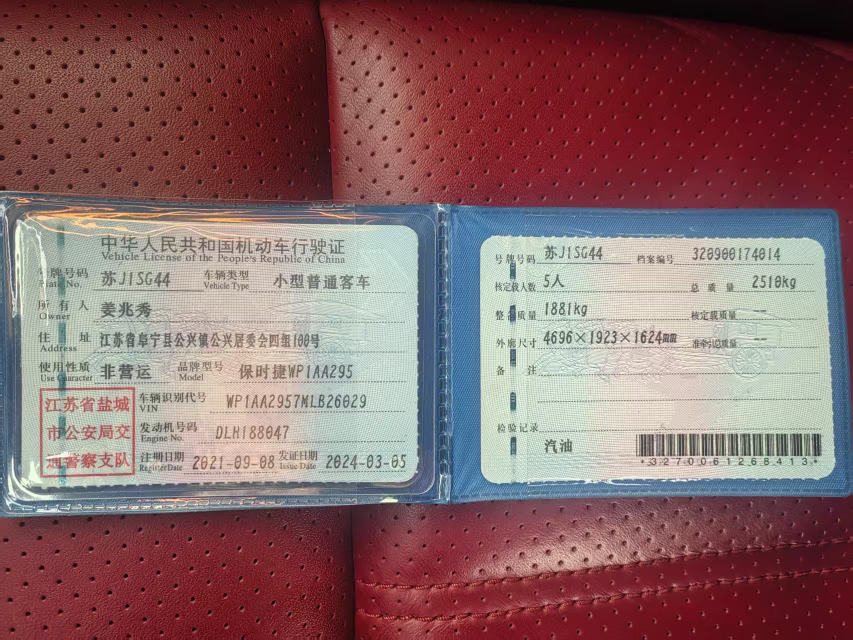 中华人民共和国机动车行驶证
Vehicle License of the People's Republic of China
号牌号码 苏J1SG44 车辆类型 小型普通客车
Plate No. Vehicle Type
所有人 姜兆秀
Owner
住址 江苏省阜宁县公兴镇公兴居委会四组100号
Address
使用性质 非营运 品牌型号 保时捷WP1AA295
Use Character Model
江苏省盐城
市公安局交
通警察支队
车辆识别代号 WP1AA2957MLB26029
VIN
发动机号码 DLH188047
Engine No.
注册日期 2021-09-08 发证日期 2024-03-05
Register Date Issue Date
号牌号码 苏J1SG44 档案编号 320900174014
核定载人数 5人 总质量 2510kg
整备质量 1881kg 核定载质量 --
外廓尺寸 4696×1923×1624mm 准牵引总质量 --
备注
检验记录
汽油
*3270061268413*